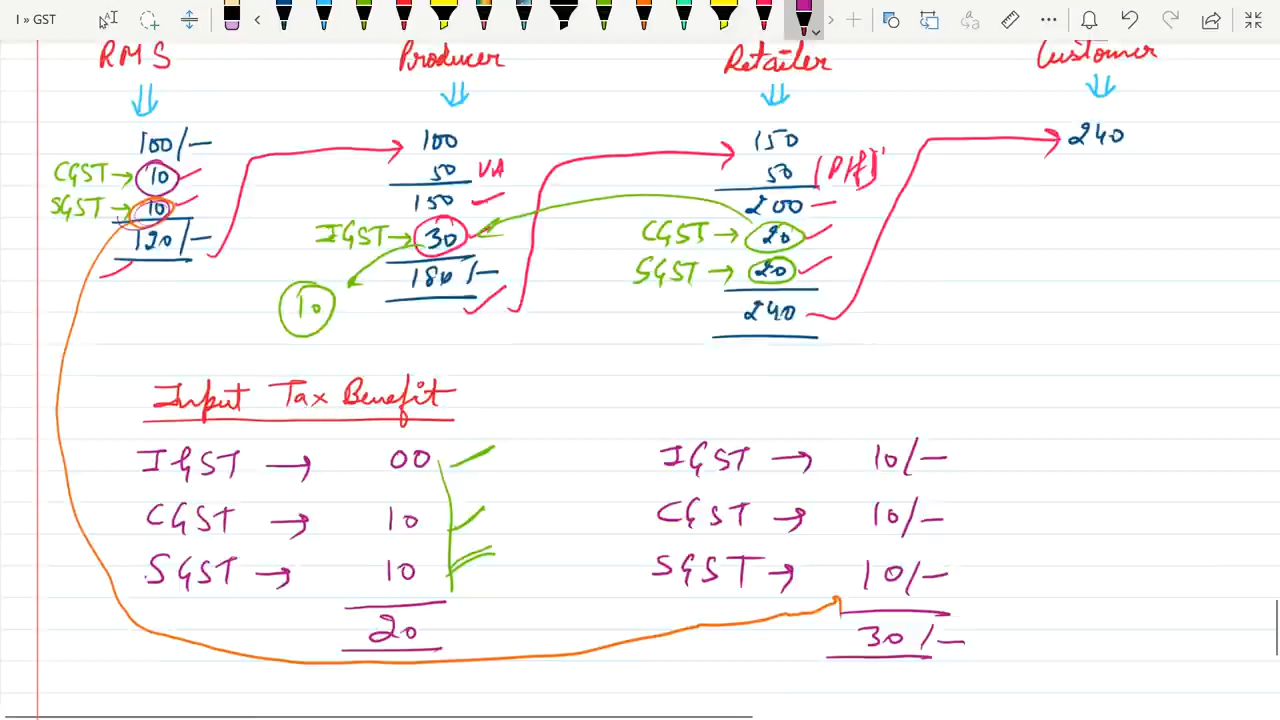 I » GST
RMS Producer Retailer Customer
100/- 100 150 240
CGST → 10 50 VA 50
SGST → 10 150 200
120/- IGST → 30 CGST → 20
180/- SGST → 20
10 240
Input Tax Benefit
IGST → 00 IGST → 10/-
CGST → 10 CGST → 10/-
SGST → 10 SGST → 10/-
20 30/-